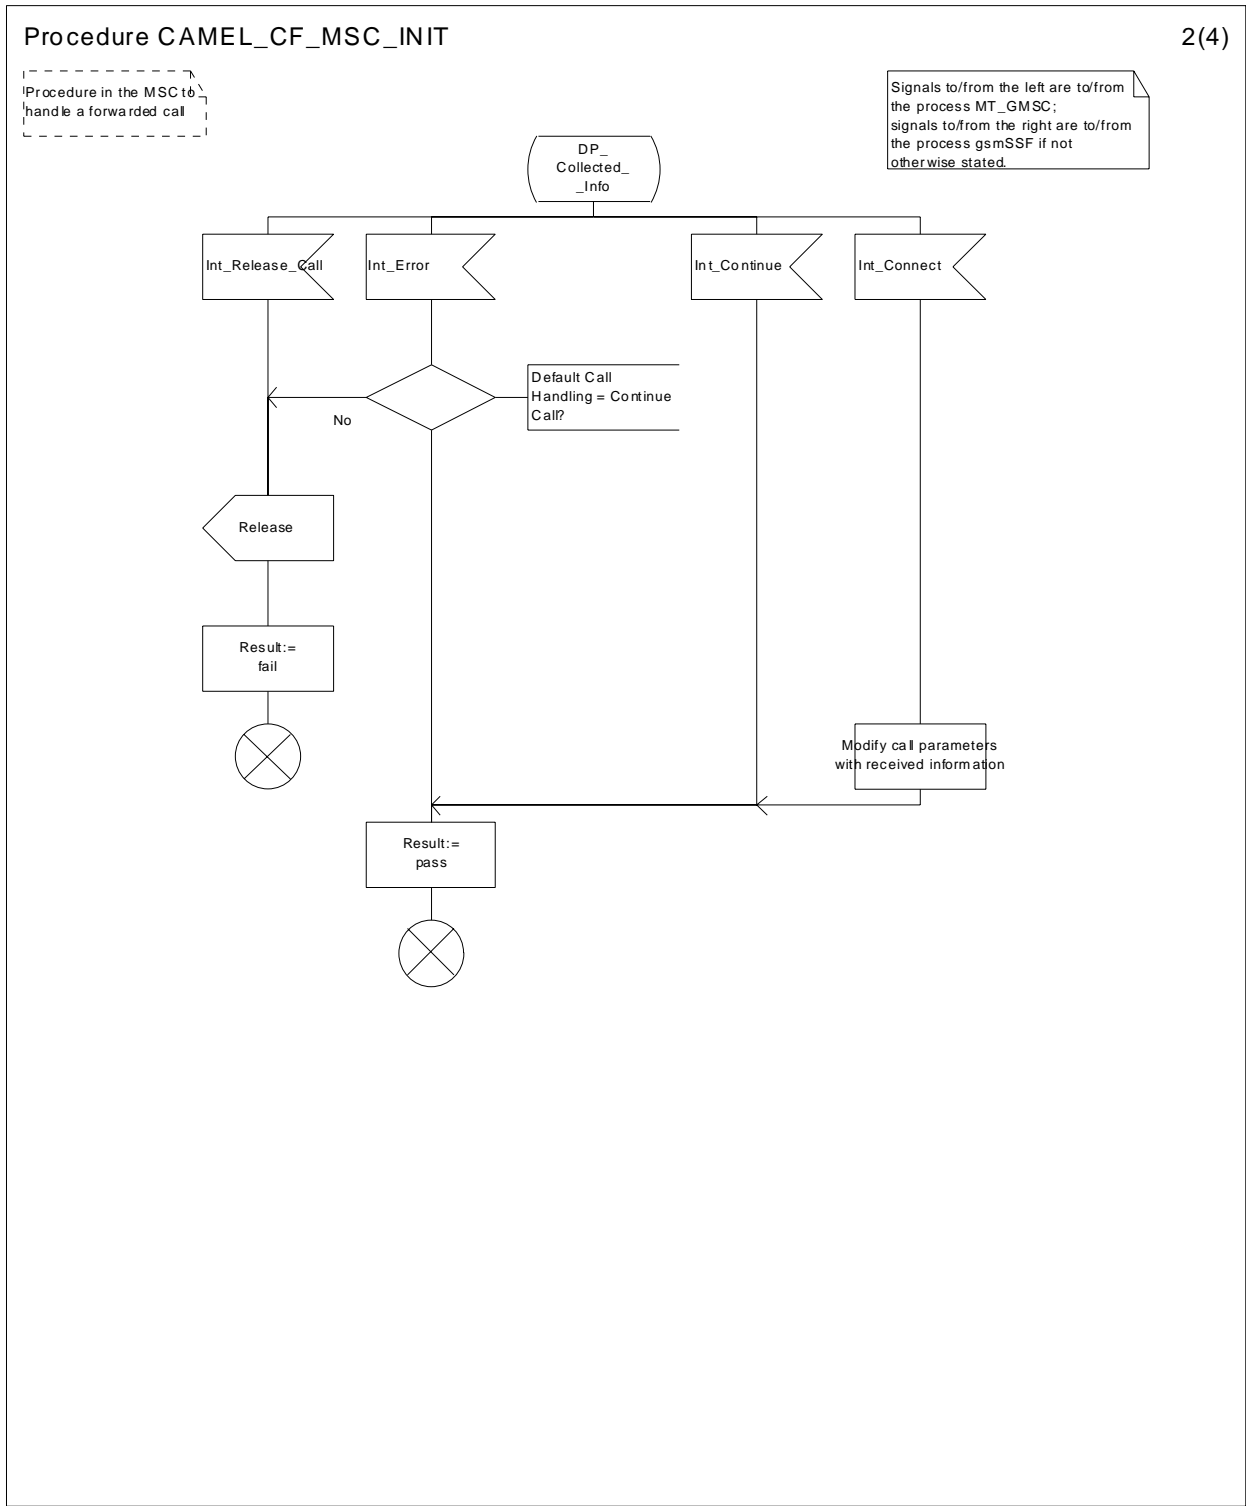 Procedure CAMEL_CF_MSC_INIT
2(4)
Procedure in the MSC to
handle a forwarded call
Signals to/from the left are to/from
the process MT_GMSC;
signals to/from the right are to/from
the process gsmSSF if not
otherwise stated.
DP_
Collected_
_Info
Int_Release_Call
Int_Error
Int_Continue
Int_Connect
Default Call
Handling = Continue
Call?
No
Release
Result:=
fail
Modify call parameters
with received information
Result:=
pass